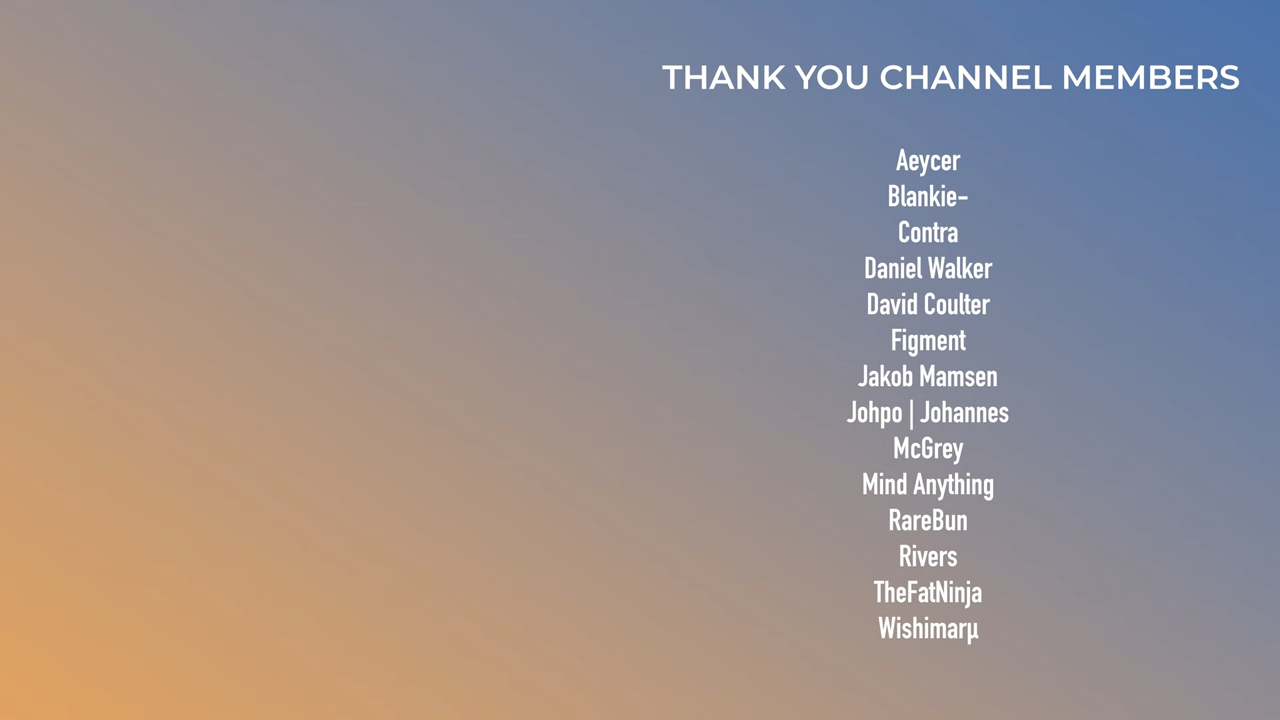 THANK YOU CHANNEL MEMBERS
Aeycer
Blankie-
Contra
Daniel Walker
David Coulter
Figment
Jakob Mamsen
Johpo | Johannes
McGrey
Mind Anything
RareBun
Rivers
TheFatNinja
Wishimarμ